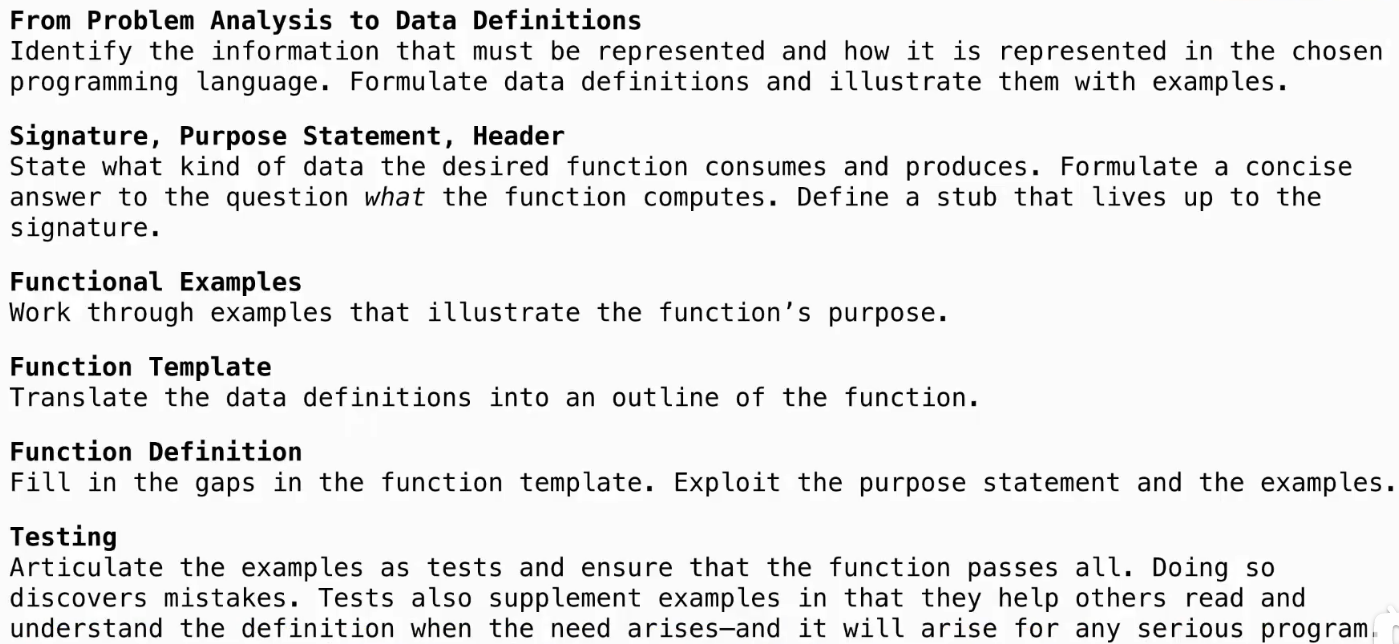 From Problem Analysis to Data Definitions
Identify the information that must be represented and how it is represented in the chosen
programming language. Formulate data definitions and illustrate them with examples.
Signature, Purpose Statement, Header
State what kind of data the desired function consumes and produces. Formulate a concise
answer to the question what the function computes. Define a stub that lives up to the
signature.
Functional Examples
Work through examples that illustrate the function’s purpose.
Function Template
Translate the data definitions into an outline of the function.
Function Definition
Fill in the gaps in the function template. Exploit the purpose statement and the examples.
Testing
Articulate the examples as tests and ensure that the function passes all. Doing so
discovers mistakes. Tests also supplement examples in that they help others read and
understand the definition when the need arises—and it will arise for any serious program.